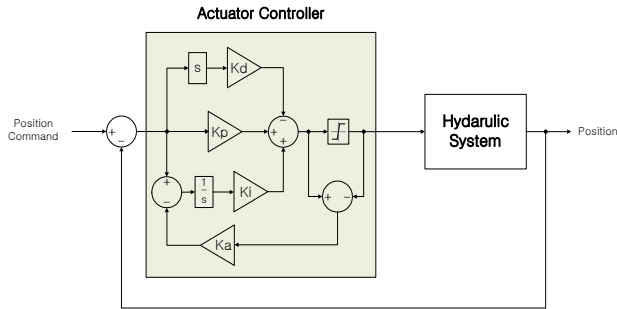 Actuator Controller
s
Kd
Position
Command
+
−
Kp
+
−
+
Hydarulic
System
Position
+
−
1
s
Ki
+
−
Ka